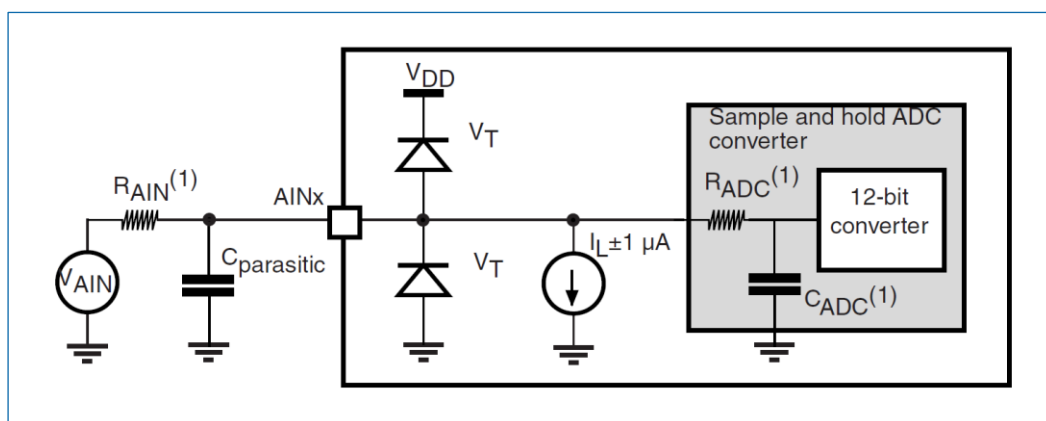 VDD
VT
Sample and hold ADC
converter
RAIN(1)
AINx
RADC(1)
12-bit
converter
VAIN
Cparasitic
VT
IL±1 µA
CADC(1)